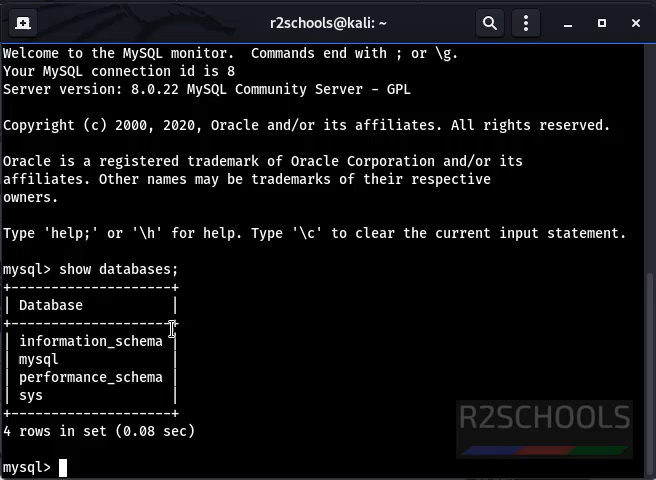 r2schools@kali: ~
Welcome to the MySQL monitor.  Commands end with ; or \g.
Your MySQL connection id is 8
Server version: 8.0.22 MySQL Community Server - GPL
Copyright (c) 2000, 2020, Oracle and/or its affiliates. All rights reserved.
Oracle is a registered trademark of Oracle Corporation and/or its
affiliates. Other names may be trademarks of their respective
owners.
Type 'help;' or '\h' for help. Type '\c' to clear the current input statement.
mysql> show databases;
+--------------------+
| Database           |
+--------------------+
| information_schema |
| mysql              |
| performance_schema |
| sys                |
+--------------------+
4 rows in set (0.08 sec)
R2SCHOOLS
mysql>